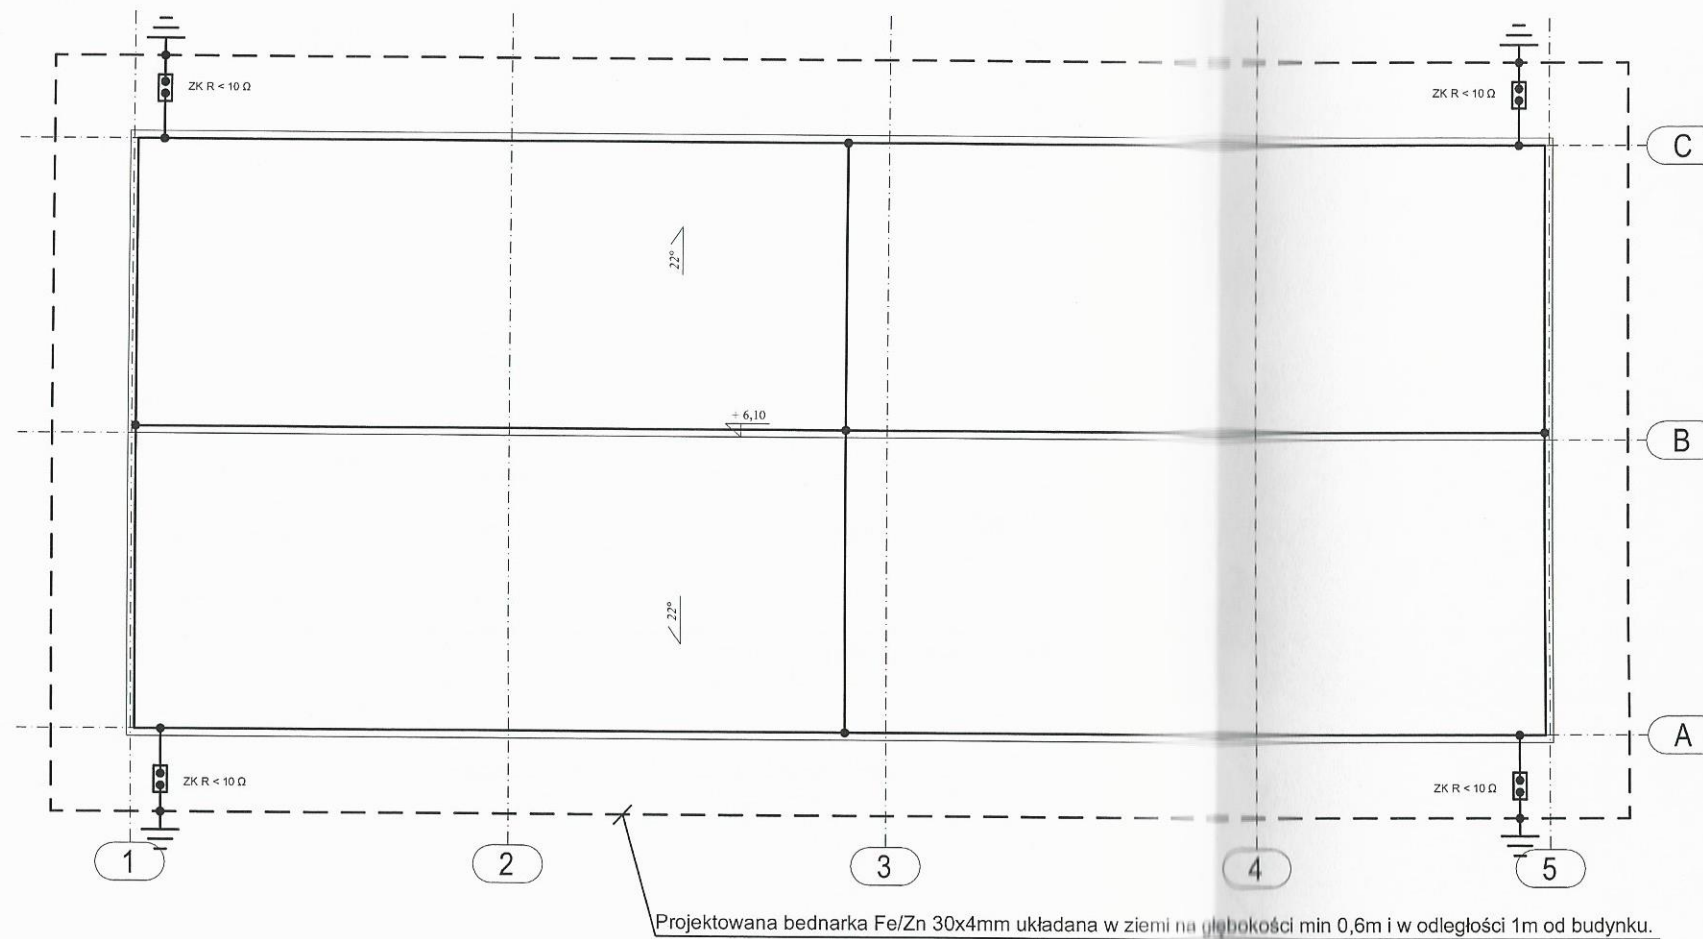 ZK R < 10 Ω
ZK R < 10 Ω
C
22°
+ 6,10
B
22°
A
ZK R < 10 Ω
ZK R < 10 Ω
1
2
3
4
5
Projektowana bednarka Fe/Zn 30x4mm układana w ziemi na głębokości min 0,6m i w odległości 1m od budynku.